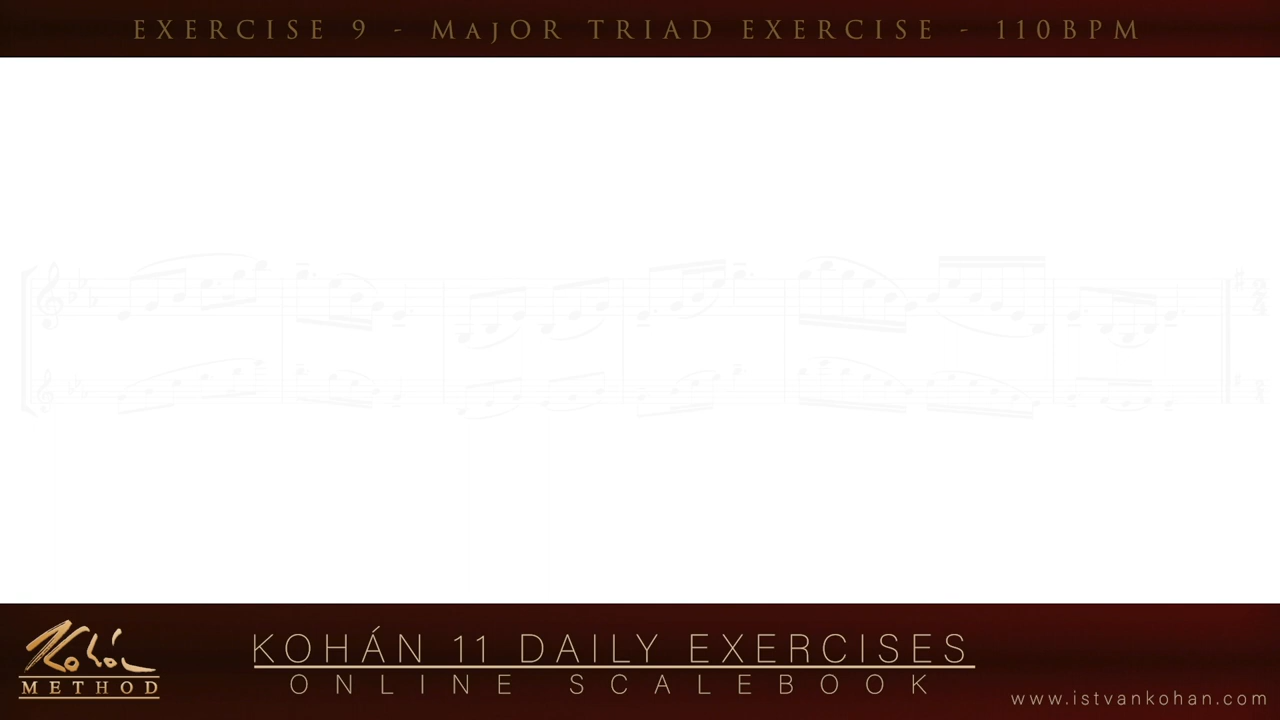 EXERCISE 9 - MAJOR TRIAD EXERCISE - 110BPM
Kohán
METHOD
KOHÁN 11 DAILY EXERCISES
ONLINE SCALEBOOK
www.istvankohan.com